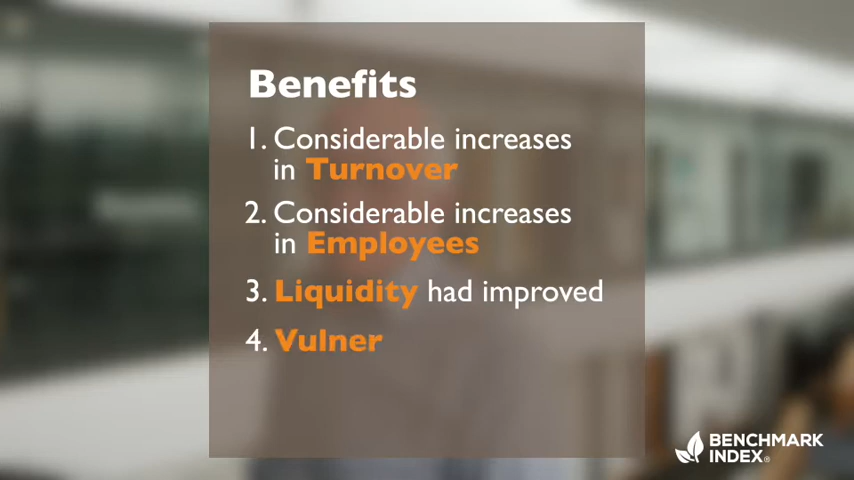 Benefits
1. Considerable increases
in Turnover
2. Considerable increases
in Employees
3. Liquidity had improved
4. Vulner
BENCHMARK
INDEX®